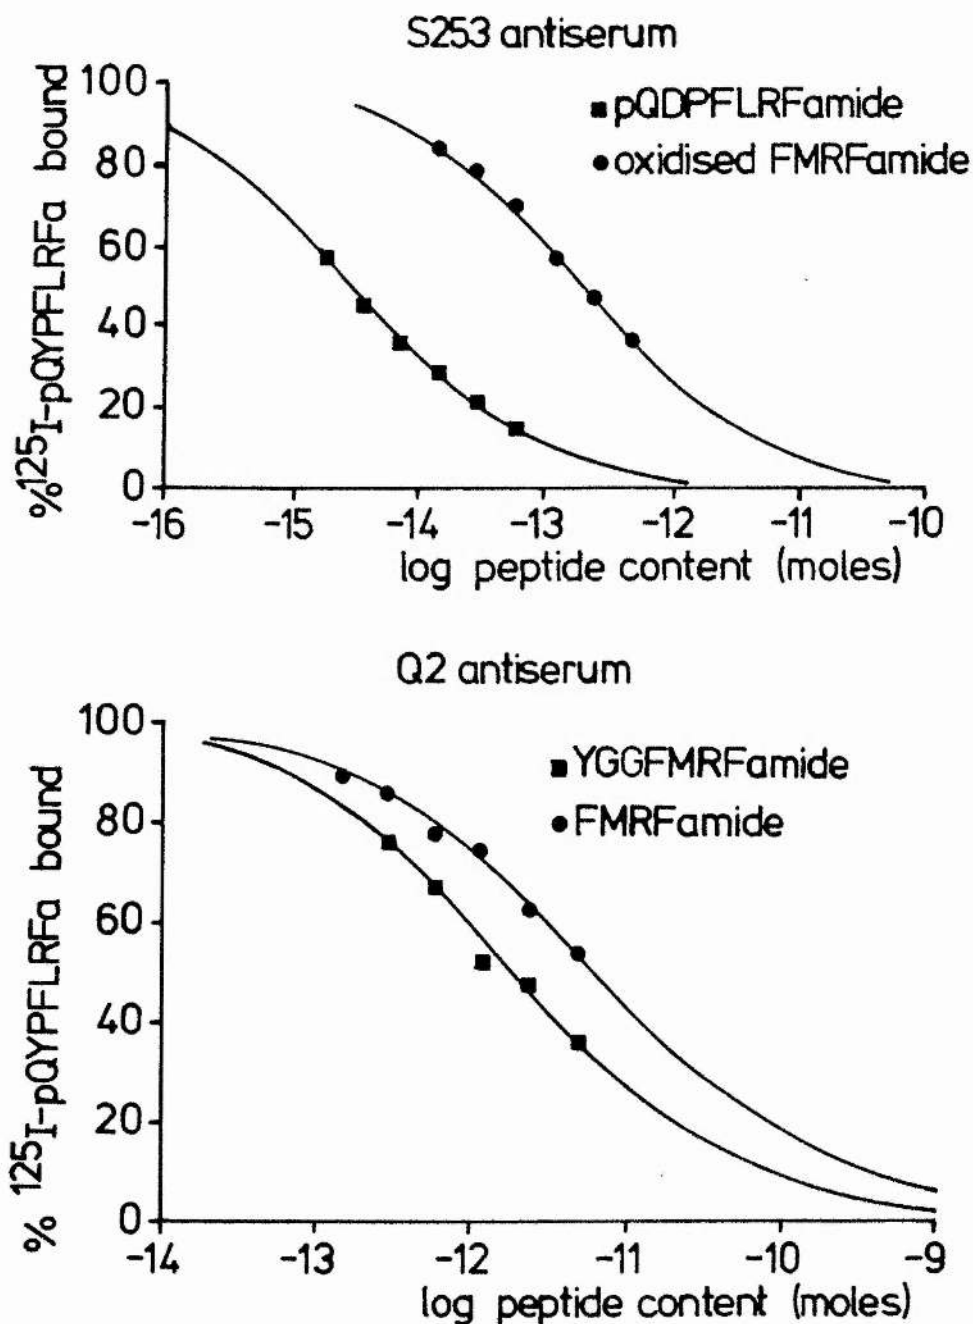 S253 antiserum
100
80
60
40
20
0
% ¹²⁵I-pQYPFLRFa bound
■ pQDPFLRFamide
● oxidised FMRFamide
-16 -15 -14 -13 -12 -11 -10
log peptide content (moles)
Q2 antiserum
100
80
60
40
20
0
% ¹²⁵I-pQYPFLRFa bound
■ YGGFMRFamide
● FMRFamide
-14 -13 -12 -11 -10 -9
log peptide content (moles)